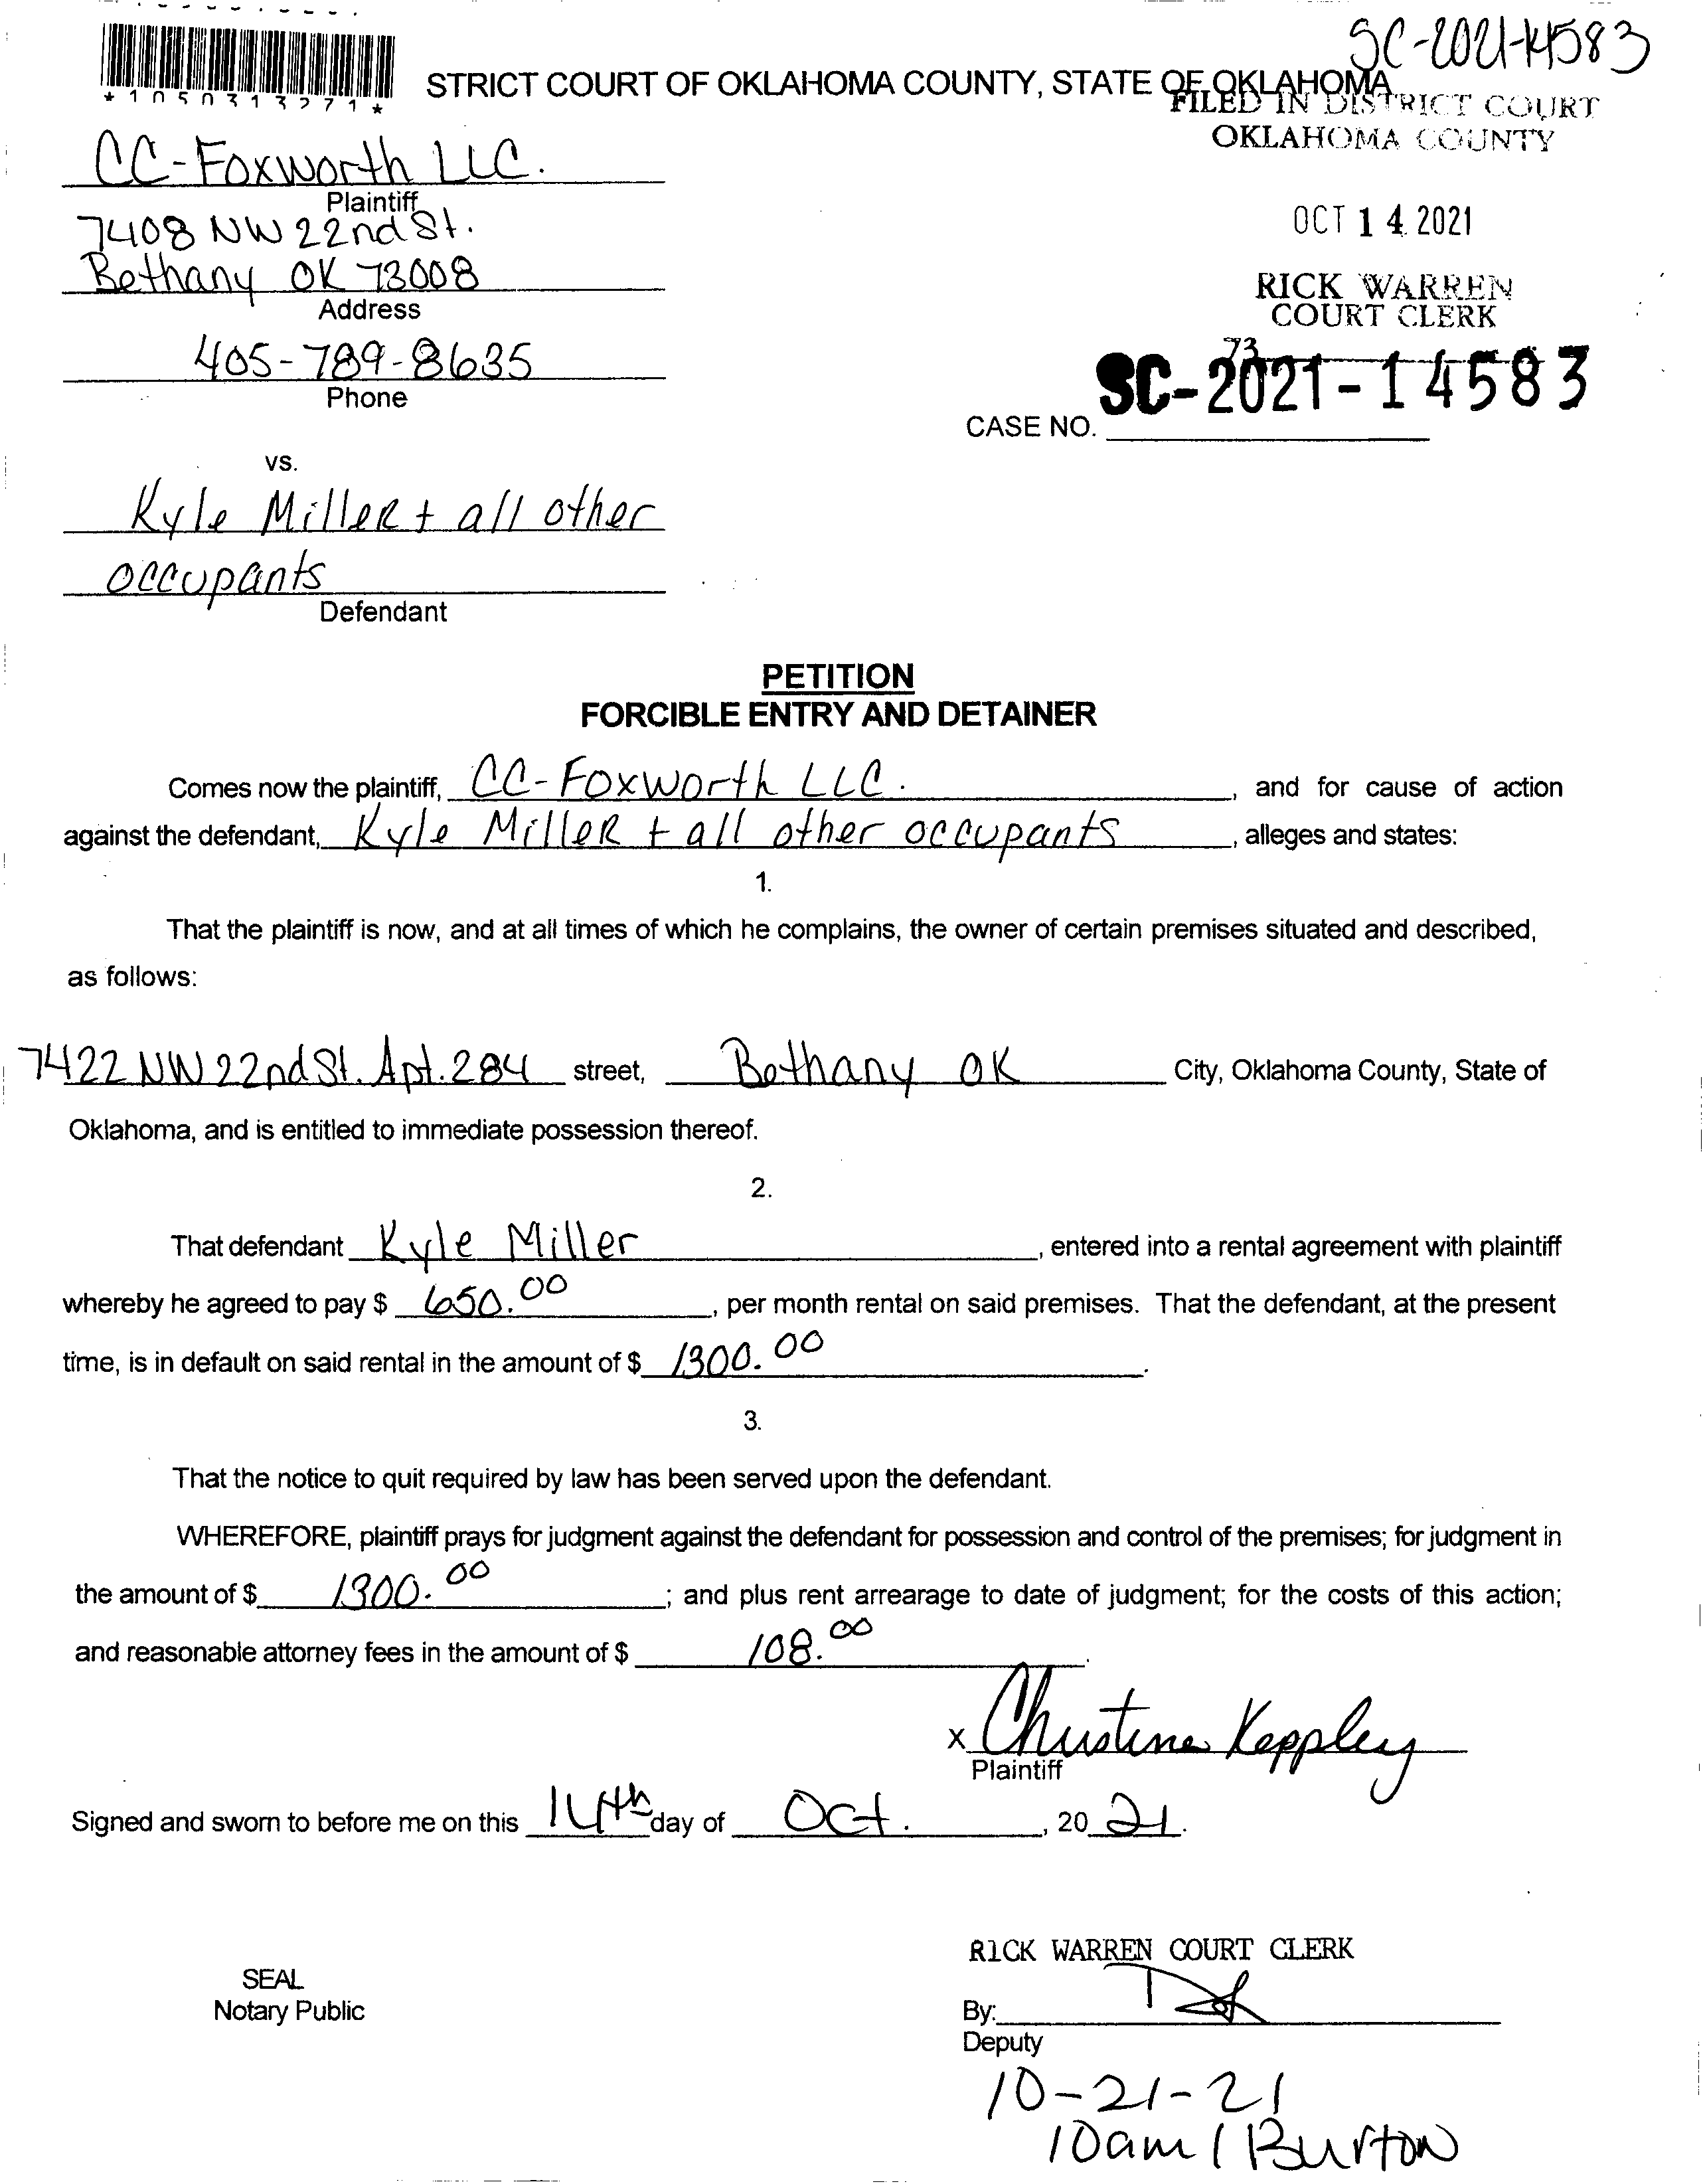 SC-2021-14583
*1050313271*
STRICT COURT OF OKLAHOMA COUNTY, STATE OF OKLAHOMA
FILED IN DISTRICT COURT
OKLAHOMA COUNTY
CC-Foxworth LLC.
Plaintiff
7408 NW 22nd St.
OCT 14 2021
Bethany OK 73008
Address
RICK WARREN
COURT CLERK
405-789-8635
Phone
73
SC-2021-14583
CASE NO.
vs.
Kyle Miller + all other
occupants
Defendant
PETITION
FORCIBLE ENTRY AND DETAINER
Comes now the plaintiff, CC-Foxworth LLC. , and for cause of action
against the defendant, Kyle Miller + all other occupants , alleges and states:
1.
That the plaintiff is now, and at all times of which he complains, the owner of certain premises situated and described,
as follows:
7422 NW 22nd St. Apt. 284 street, Bethany OK City, Oklahoma County, State of
Oklahoma, and is entitled to immediate possession thereof.
2.
That defendant Kyle Miller , entered into a rental agreement with plaintiff
whereby he agreed to pay $ 650.00 , per month rental on said premises. That the defendant, at the present
time, is in default on said rental in the amount of $ 1300.00 .
3.
That the notice to quit required by law has been served upon the defendant.
WHEREFORE, plaintiff prays for judgment against the defendant for possession and control of the premises; for judgment in
the amount of $ 1300.00 ; and plus rent arrearage to date of judgment; for the costs of this action;
and reasonable attorney fees in the amount of $ 108.00 .
x Christine Keppley
Plaintiff
Signed and sworn to before me on this 14th day of Oct. , 20 21.
RICK WARREN COURT CLERK
SEAL
Notary Public
By:
Deputy
10-21-21
10am / Burton